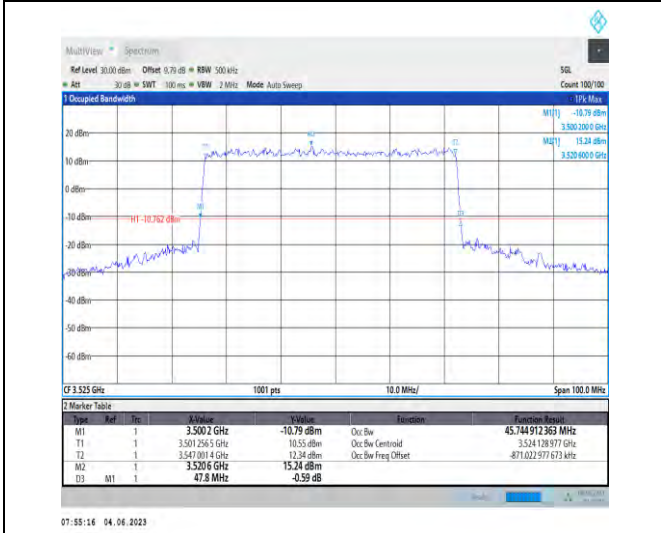 MultiView Spectrum
Ref Level 30.00 dBm Offset 9.79 dB RBW 500 kHz SGL
Att 30 dB SWT 100 ms VBW 2 MHz Mode Auto Sweep Count 100/100
1 Occupied Bandwidth 1Pk Max
M1[1] -10.79 dBm
3.500 200 0 GHz
M2[1] 15.24 dBm
3.520 600 0 GHz
20 dBm
M2
T1 T2
10 dBm
0 dBm
M1
-10 dBm
H1 -10.762 dBm
D3
-20 dBm
-30 dBm
-40 dBm
-50 dBm
-60 dBm
CF 3.525 GHz 1001 pts 10.0 MHz/ Span 100.0 MHz
2 Marker Table
Type Ref Trc X-Value Y-Value Function Function Result
M1 1 3.5002 GHz -10.79 dBm Occ Bw 45.744 912 363 MHz
T1 1 3.501 256 5 GHz 10.55 dBm Occ Bw Centroid 3.524 128 977 GHz
T2 1 3.547 001 4 GHz 12.34 dBm Occ Bw Freq Offset -871.022 977 673 kHz
M2 1 3.5206 GHz 15.24 dBm
D3 M1 1 47.8 MHz -0.59 dB
07:55:16 04.06.2023